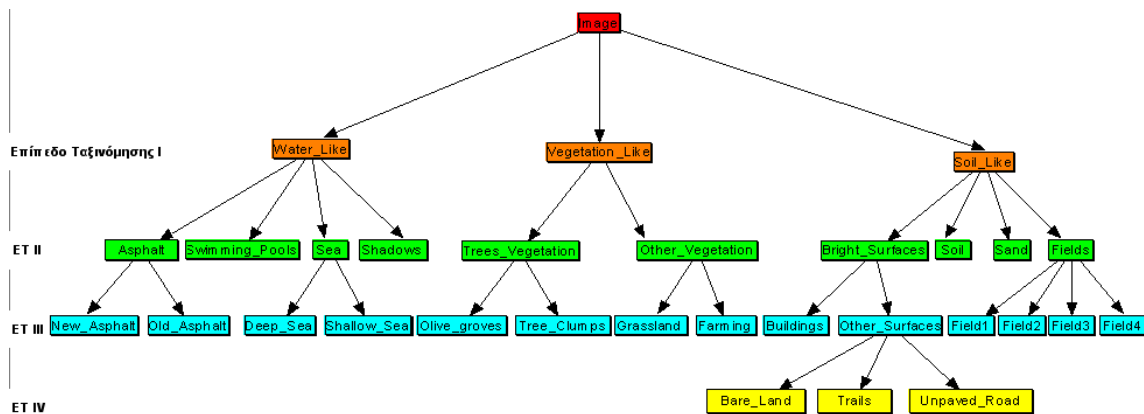 Image
Επίπεδο Ταξινόμησης I
Water_Like
Vegetation_Like
Soil_Like
ET II
Asphalt
Swimming_Pools
Sea
Shadows
Trees_Vegetation
Other_Vegetation
Bright_Surfaces
Soil
Sand
Fields
ET III
New_Asphalt
Old_Asphalt
Deep_Sea
Shallow_Sea
Olive_groves
Tree_Clumps
Grassland
Farming
Buildings
Other_Surfaces
Field1
Field2
Field3
Field4
ET IV
Bare_Land
Trails
Unpaved_Road